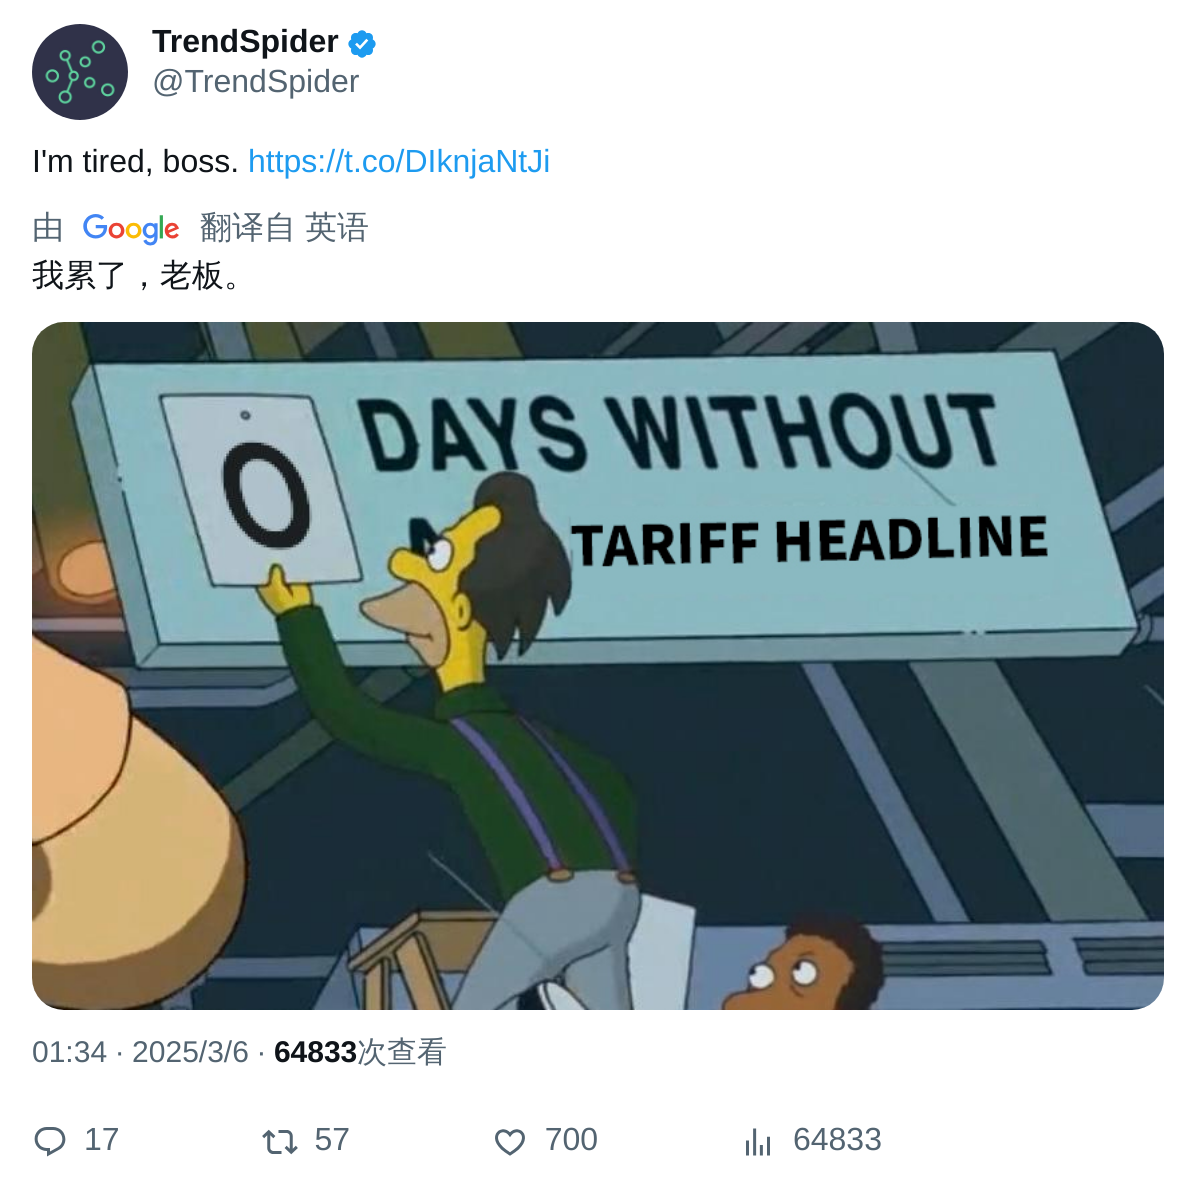 TrendSpider
@TrendSpider
I'm tired, boss. https://t.co/DIknjaNtJi
由 Google 翻译自 英语
我累了，老板。
0 DAYS WITHOUT
TARIFF HEADLINE
01:34 · 2025/3/6 · 64833次查看
17 57 700 64833